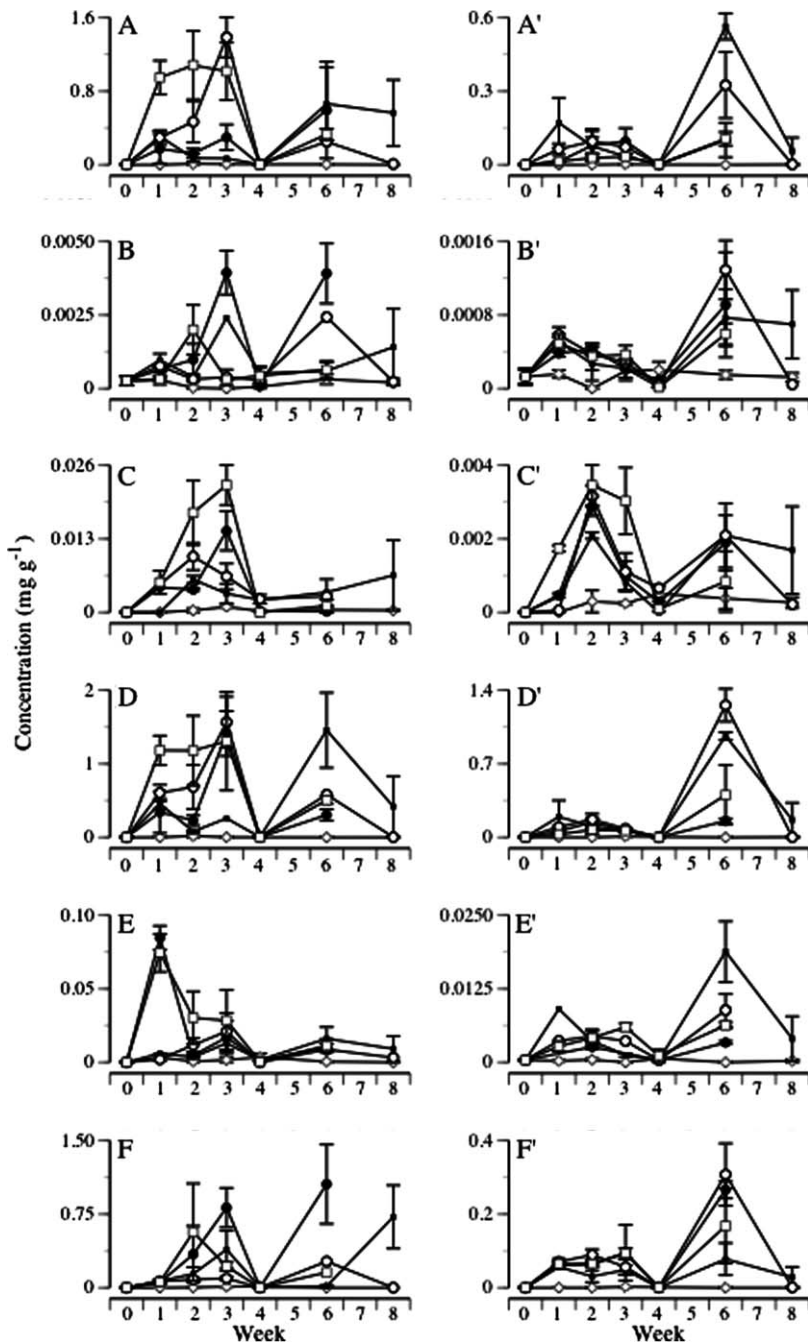 A
1.6
0.8
0
0 1 2 3 4 5 6 7 8
A'
0.6
0.3
0
0 1 2 3 4 5 6 7 8
B
0.0050
0.0025
0
0 1 2 3 4 5 6 7 8
B'
0.0016
0.0008
0
0 1 2 3 4 5 6 7 8
C
0.026
0.013
0
0 1 2 3 4 5 6 7 8
C'
0.004
0.002
0
0 1 2 3 4 5 6 7 8
Concentration (mg g⁻¹)
D
2
1
0
0 1 2 3 4 5 6 7 8
D'
1.4
0.7
0
0 1 2 3 4 5 6 7 8
E
0.10
0.05
0
0 1 2 3 4 5 6 7 8
E'
0.0250
0.0125
0
0 1 2 3 4 5 6 7 8
F
1.50
0.75
0
0 1 2 3 4 5 6 7 8
Week
F'
0.4
0.2
0
0 1 2 3 4 5 6 7 8
Week